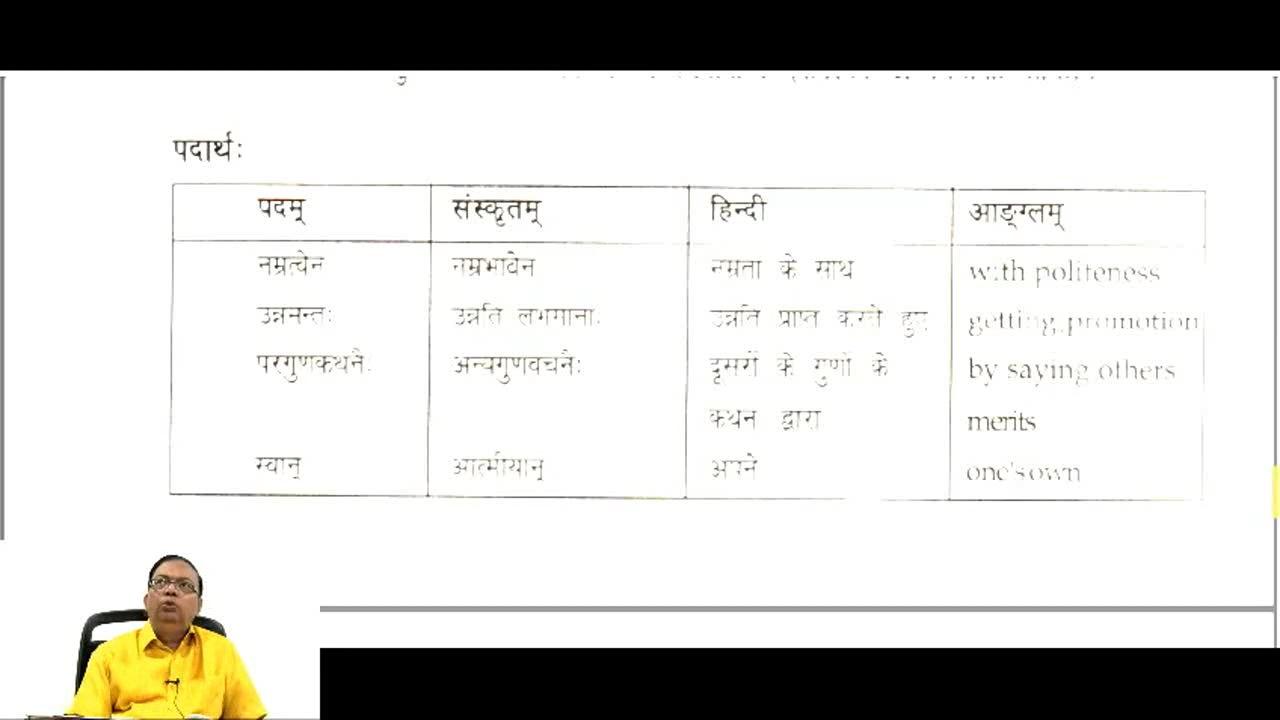 पदार्थः
पदम् संस्कृतम् हिन्दी आङ्ग्लम्
नम्रत्वेन नम्रभावेन नम्रता के साथ with politeness
उन्नमन्तः उन्नतिं लभमानाः उन्नति प्राप्त करते हुए getting promotion
परगुणकथनैः अन्यगुणवचनैः दूसरों के गुणों के by saying others
कथन द्वारा merits
स्वान् आत्मीयान् अपने one's own